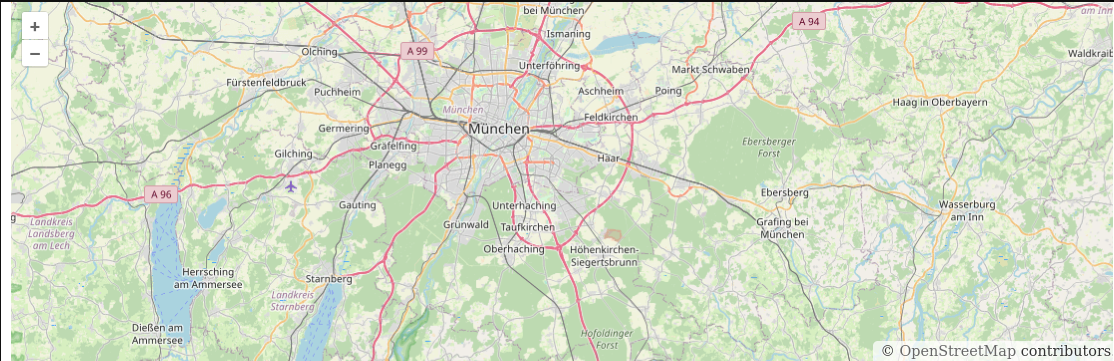 +
−
bei München
Ismaning
A 94
am Inn
Olching
A 99
Waldkraib
Unterföhring
Markt Schwaben
Fürstenfeldbruck
Puchheim
Aschheim
Poing
Haag in Oberbayern
München
Feldkirchen
Germering
München
Ebersberger
Forst
Gräfelfing
Gilching
Planegg
Haar
A 96
Ebersberg
Gauting
Unterhaching
Wasserburg
am Inn
g
Landkreis
Landsberg
am Lech
Grünwald
Taufkirchen
Grafing bei
München
Oberhaching
Höhenkirchen-
Siegertsbrunn
Herrsching
am Ammersee
Starnberg
Landkreis
Starnberg
Dießen am
Ammersee
Hofoldinger
Forst
© OpenStreetMap contributors